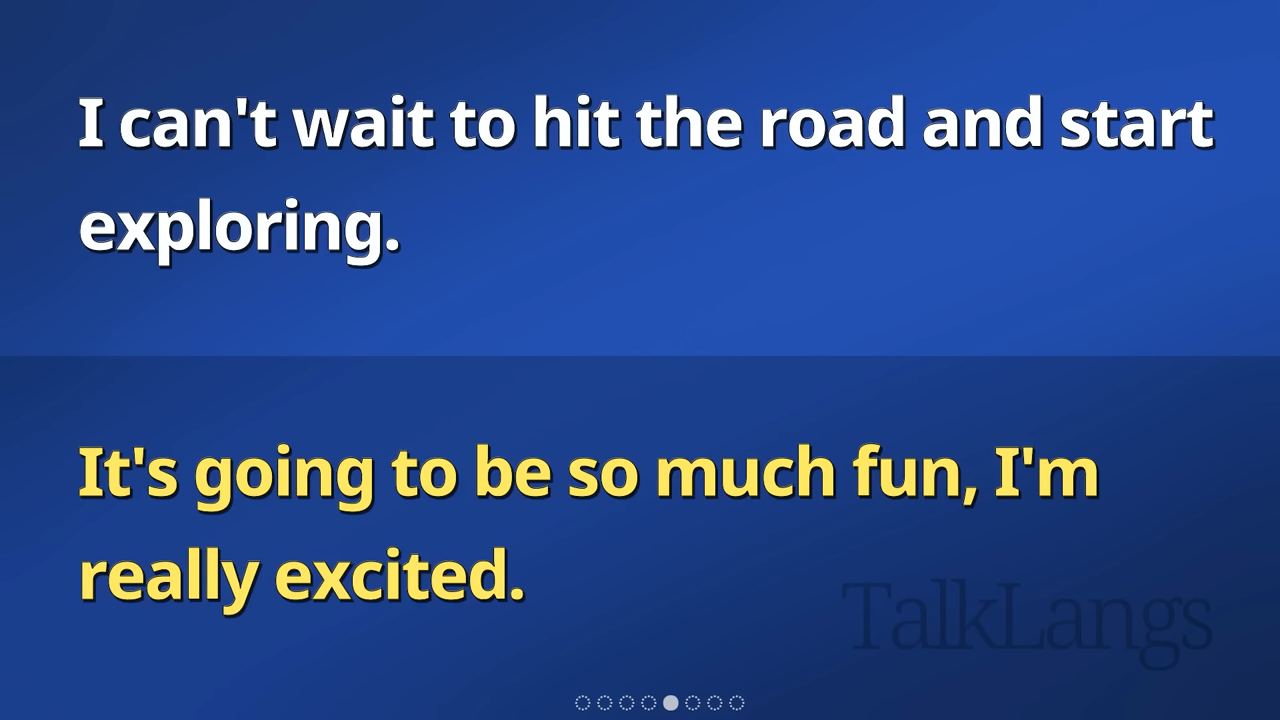 I can't wait to hit the road and start
exploring.
It's going to be so much fun, I'm
really excited.
TalkLangs